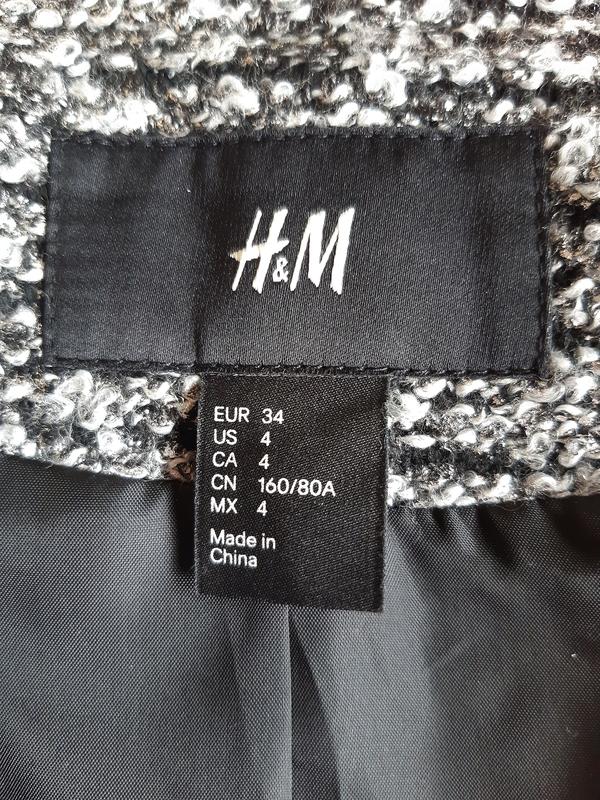 H&M
EUR 34
US 4
CA 4
CN 160/80A
MX 4
Made in
China